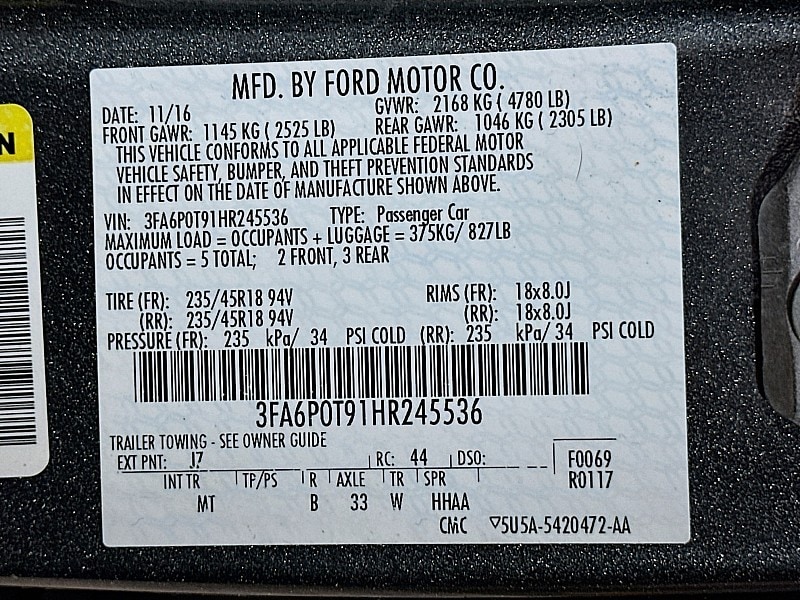 MFD. BY FORD MOTOR CO.
DATE: 11/16 GVWR: 2168 KG ( 4780 LB)
FRONT GAWR: 1145 KG ( 2525 LB) REAR GAWR: 1046 KG ( 2305 LB)
THIS VEHICLE CONFORMS TO ALL APPLICABLE FEDERAL MOTOR
VEHICLE SAFETY, BUMPER, AND THEFT PREVENTION STANDARDS
IN EFFECT ON THE DATE OF MANUFACTURE SHOWN ABOVE.
VIN: 3FA6P0T91HR245536 TYPE: Passenger Car
MAXIMUM LOAD = OCCUPANTS + LUGGAGE = 375KG/ 827LB
OCCUPANTS = 5 TOTAL; 2 FRONT, 3 REAR
TIRE (FR): 235/45R18 94V RIMS (FR): 18x8.0J
(RR): 235/45R18 94V (RR): 18x8.0J
PRESSURE (FR): 235 kPa/ 34 PSI COLD (RR): 235 kPa/ 34 PSI COLD
3FA6P0T91HR245536
TRAILER TOWING - SEE OWNER GUIDE
EXT PNT: J7 RC: 44 DSO: F0069
INT TR TP/PS R AXLE TR SPR R0117
MT B 33 W HHAA
CMC ▽5U5A-5420472-AA
N